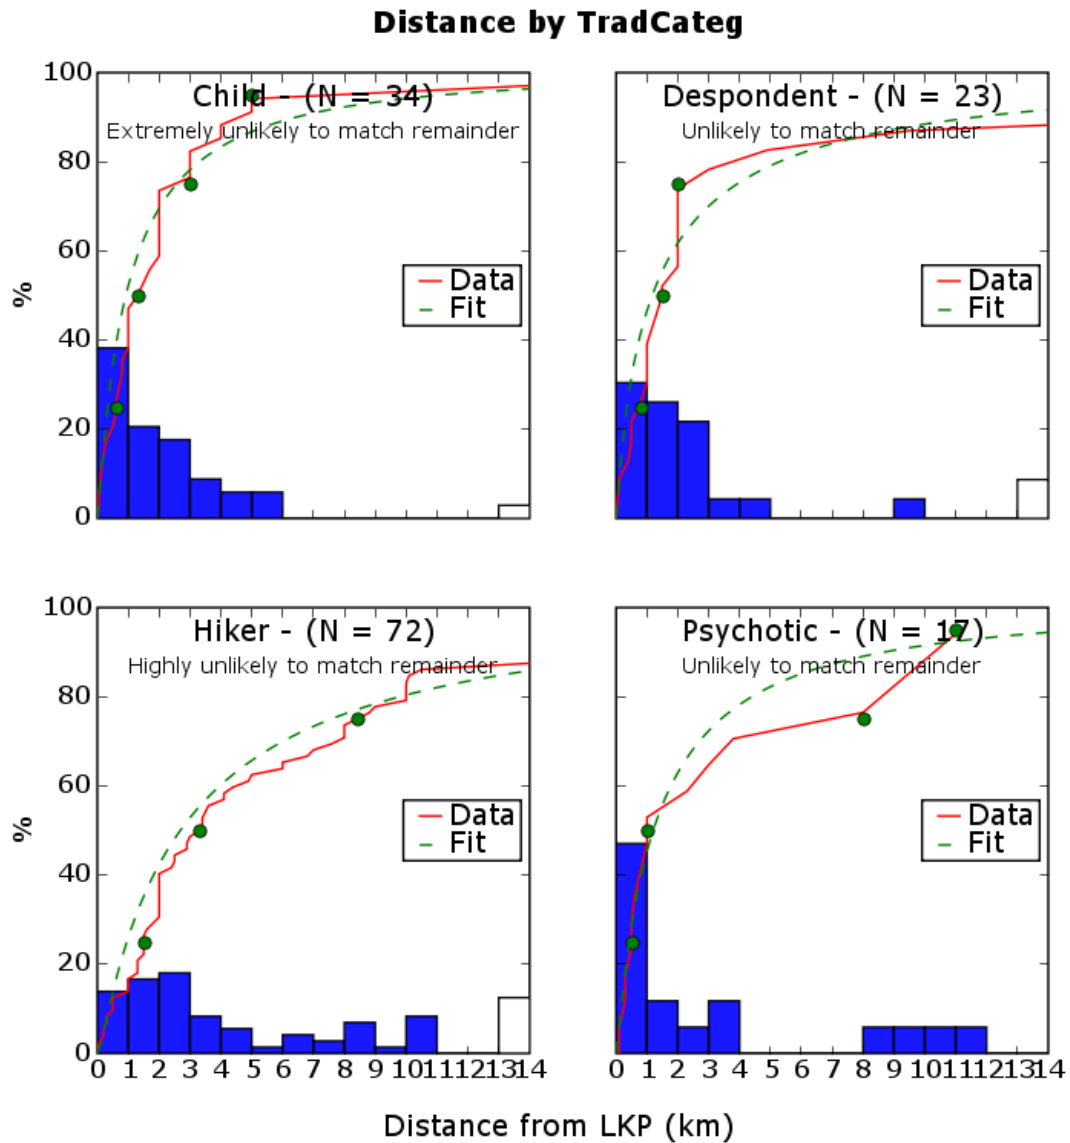 Distance by TradCateg
100
80
60
40
20
0
%
Child - (N = 34)
Extremely unlikely to match remainder
Data
Fit
Despondent - (N = 23)
Unlikely to match remainder
Data
Fit
100
80
60
40
20
0
%
Hiker - (N = 72)
Highly unlikely to match remainder
Data
Fit
0 1 2 3 4 5 6 7 8 9 10 11 12 13 14
Psychotic - (N = 17)
Unlikely to match remainder
Data
Fit
0 1 2 3 4 5 6 7 8 9 10 11 12 13 14
Distance from LKP (km)